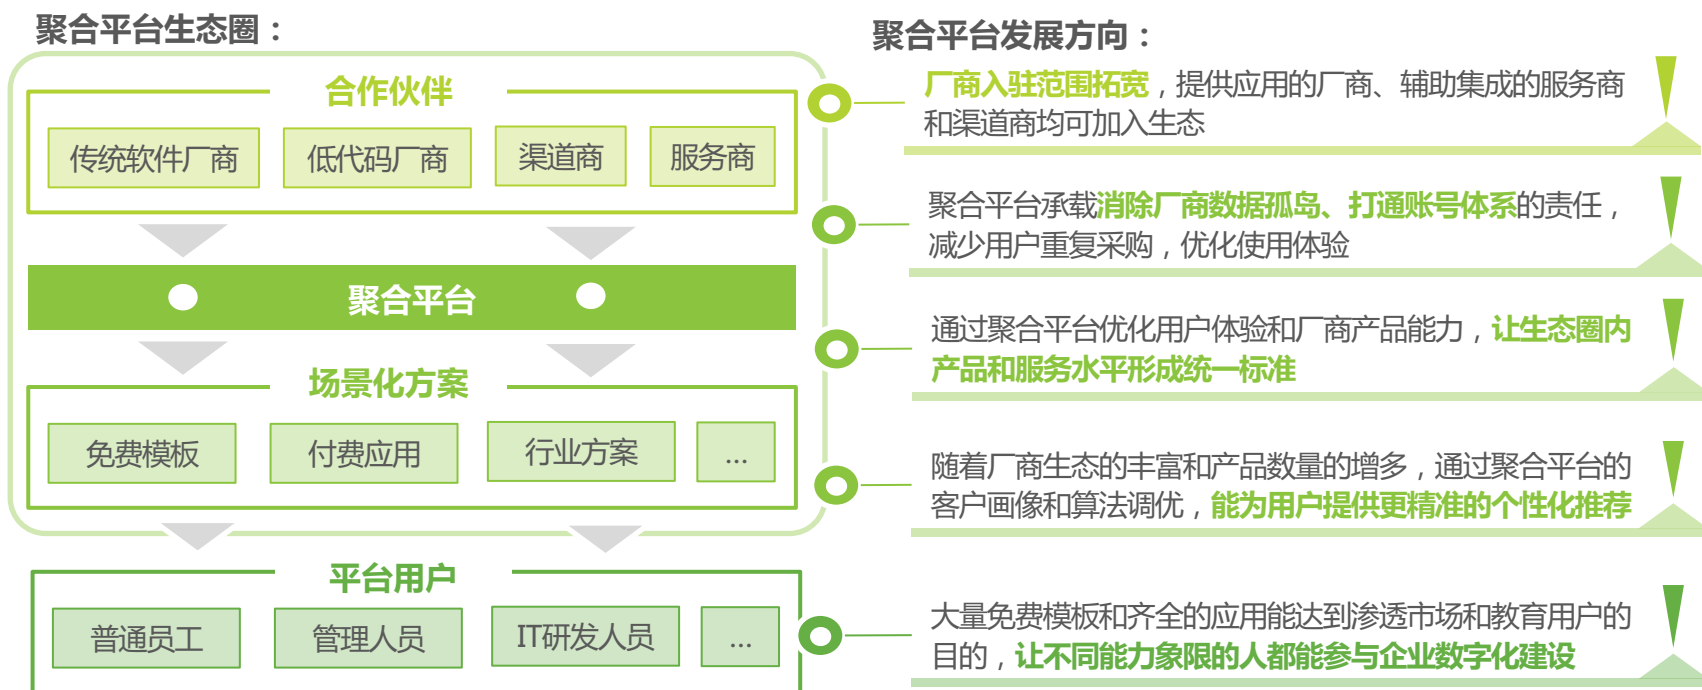 聚合平台生态圈：
合作伙伴
传统软件厂商
低代码厂商
渠道商
服务商
聚合平台
场景化方案
免费模板
付费应用
行业方案
...
平台用户
普通员工
管理人员
IT研发人员
...
聚合平台发展方向：
厂商入驻范围拓宽，提供应用的厂商、辅助集成的服务商
和渠道商均可加入生态
聚合平台承载消除厂商数据孤岛、打通账号体系的责任，
减少用户重复采购，优化使用体验
通过聚合平台优化用户体验和厂商产品能力，让生态圈内
产品和服务水平形成统一标准
随着厂商生态的丰富和产品数量的增多，通过聚合平台的
客户画像和算法调优，能为用户提供更精准的个性化推荐
大量免费模板和齐全的应用能达到渗透市场和教育用户的
目的，让不同能力象限的人都能参与企业数字化建设